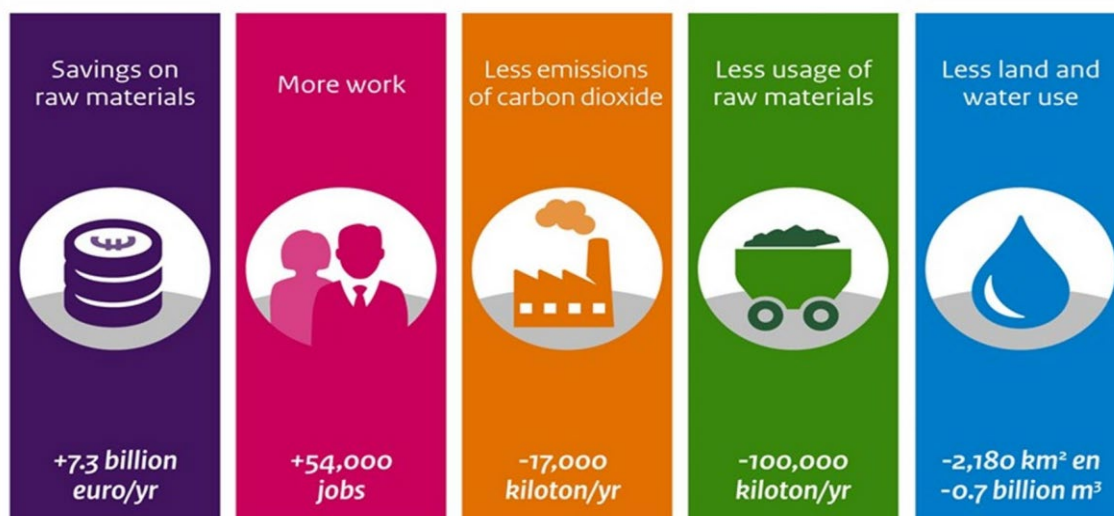 Savings on
raw materials
+7.3 billion
euro/yr
More work
+54,000
jobs
Less emissions
of carbon dioxide
-17,000
kiloton/yr
Less usage of
raw materials
-100,000
kiloton/yr
Less land and
water use
-2,180 km² en
-0.7 billion m³